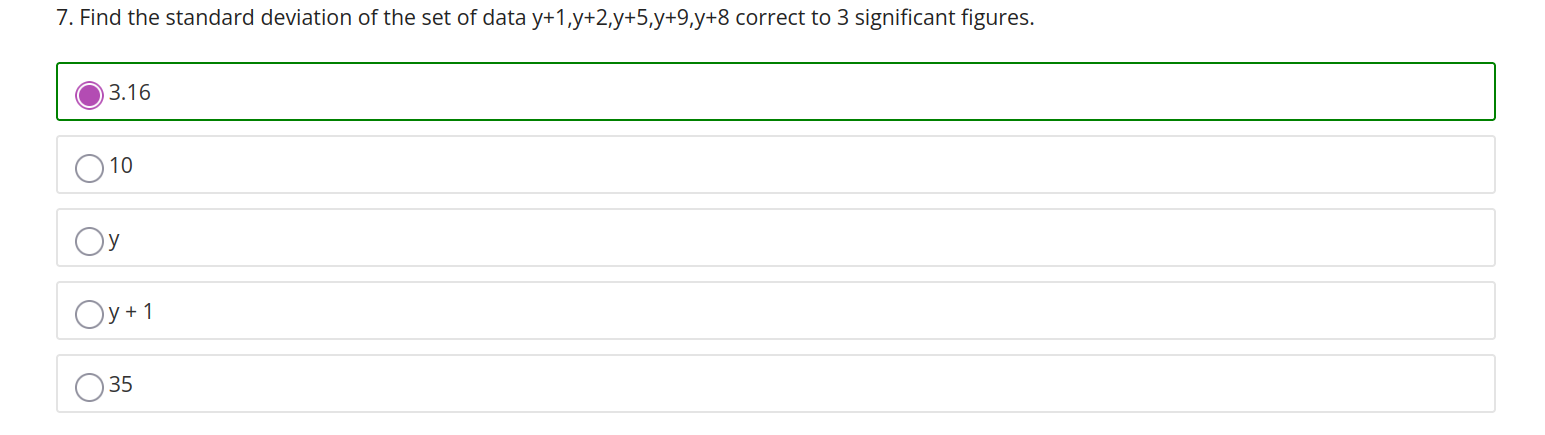 7. Find the standard deviation of the set of data y+1,y+2,y+5,y+9,y+8 correct to 3 significant figures.
3.16
10
y
y + 1
35